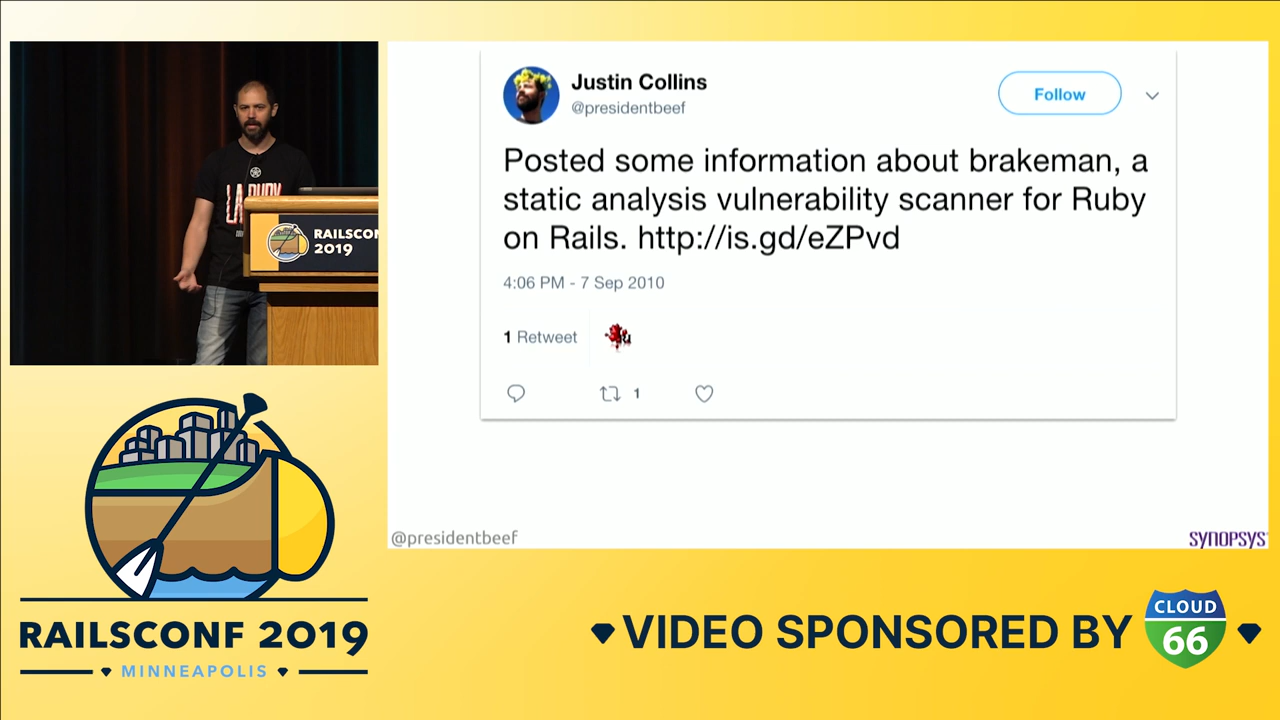 Justin Collins
@presidentbeef
Follow
Posted some information about brakeman, a
static analysis vulnerability scanner for Ruby
on Rails. http://is.gd/eZPvd
4:06 PM - 7 Sep 2010
1 Retweet
1
@presidentbeef
SYNOPSYS
RAILSCON
2019
RAILSCONF 2019
MINNEAPOLIS
VIDEO SPONSORED BY
CLOUD
66